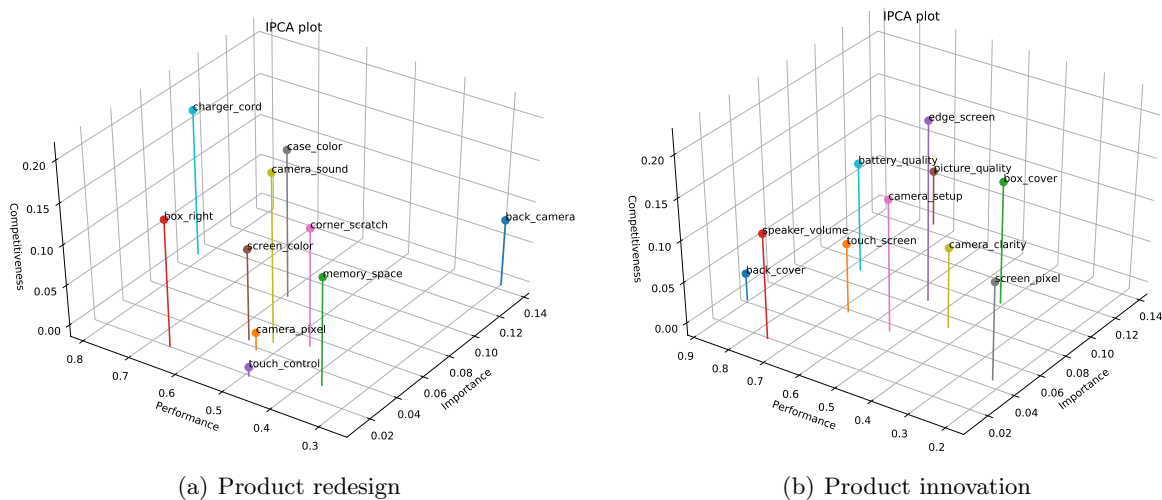 IPCA plot
charger_cord
case_color
camera_sound
box_right
back_camera
corner_scratch
screen_color
memory_space
camera_pixel
touch_control
0.20
0.15
0.10
0.05
0.00
Competitiveness
0.8
0.7
0.6
0.5
0.4
0.3
Performance
0.02
0.04
0.06
0.08
0.10
0.12
0.14
Importance
(a) Product redesign
IPCA plot
edge_screen
battery_quality
picture_quality
box_cover
camera_setup
speaker_volume
touch_screen
camera_clarity
back_cover
screen_pixel
0.20
0.15
0.10
0.05
0.00
Competitiveness
0.9
0.8
0.7
0.6
0.5
0.4
0.3
0.2
Performance
0.02
0.04
0.06
0.08
0.10
0.12
0.14
Importance
(b) Product innovation